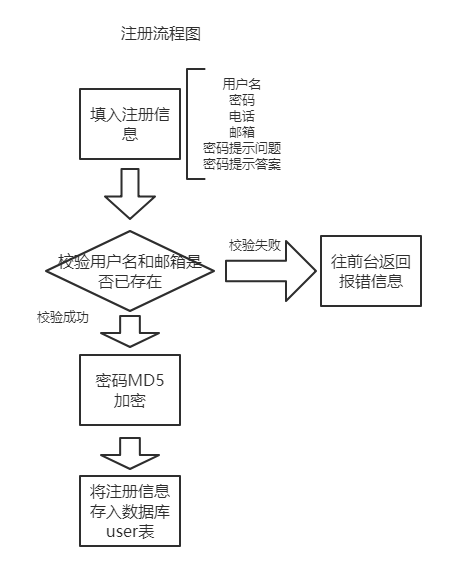 注册流程图
填入注册信
息
用户名
密码
电话
邮箱
密码提示问题
密码提示答案
校验用户名和邮箱是
否已存在
校验失败
往前台返回
报错信息
校验成功
密码MD5
加密
将注册信息
存入数据库
user表